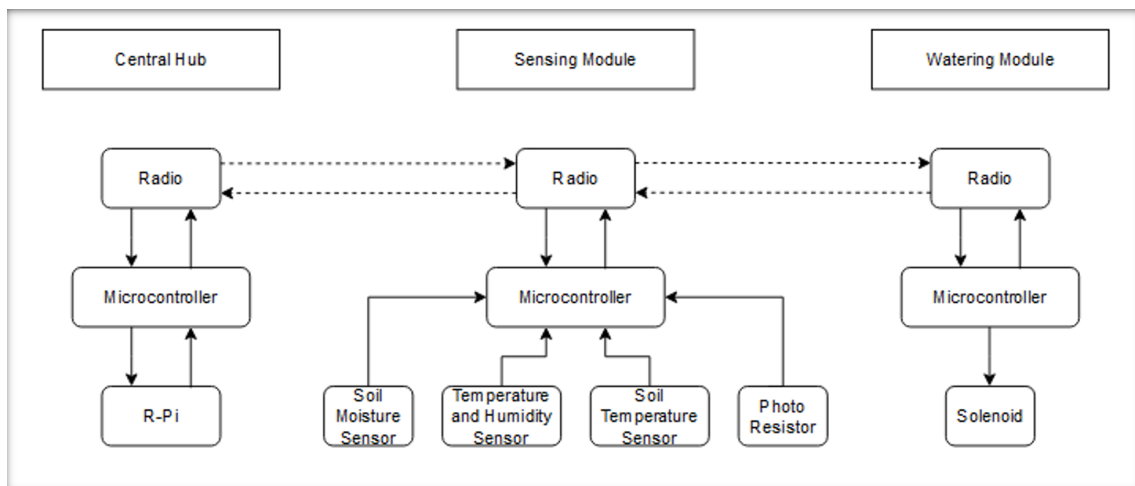 Central Hub
Sensing Module
Watering Module
Radio
Radio
Radio
Microcontroller
Microcontroller
Microcontroller
R-Pi
Soil
Moisture
Sensor
Temperature
and Humidity
Sensor
Soil
Temperature
Sensor
Photo
Resistor
Solenoid